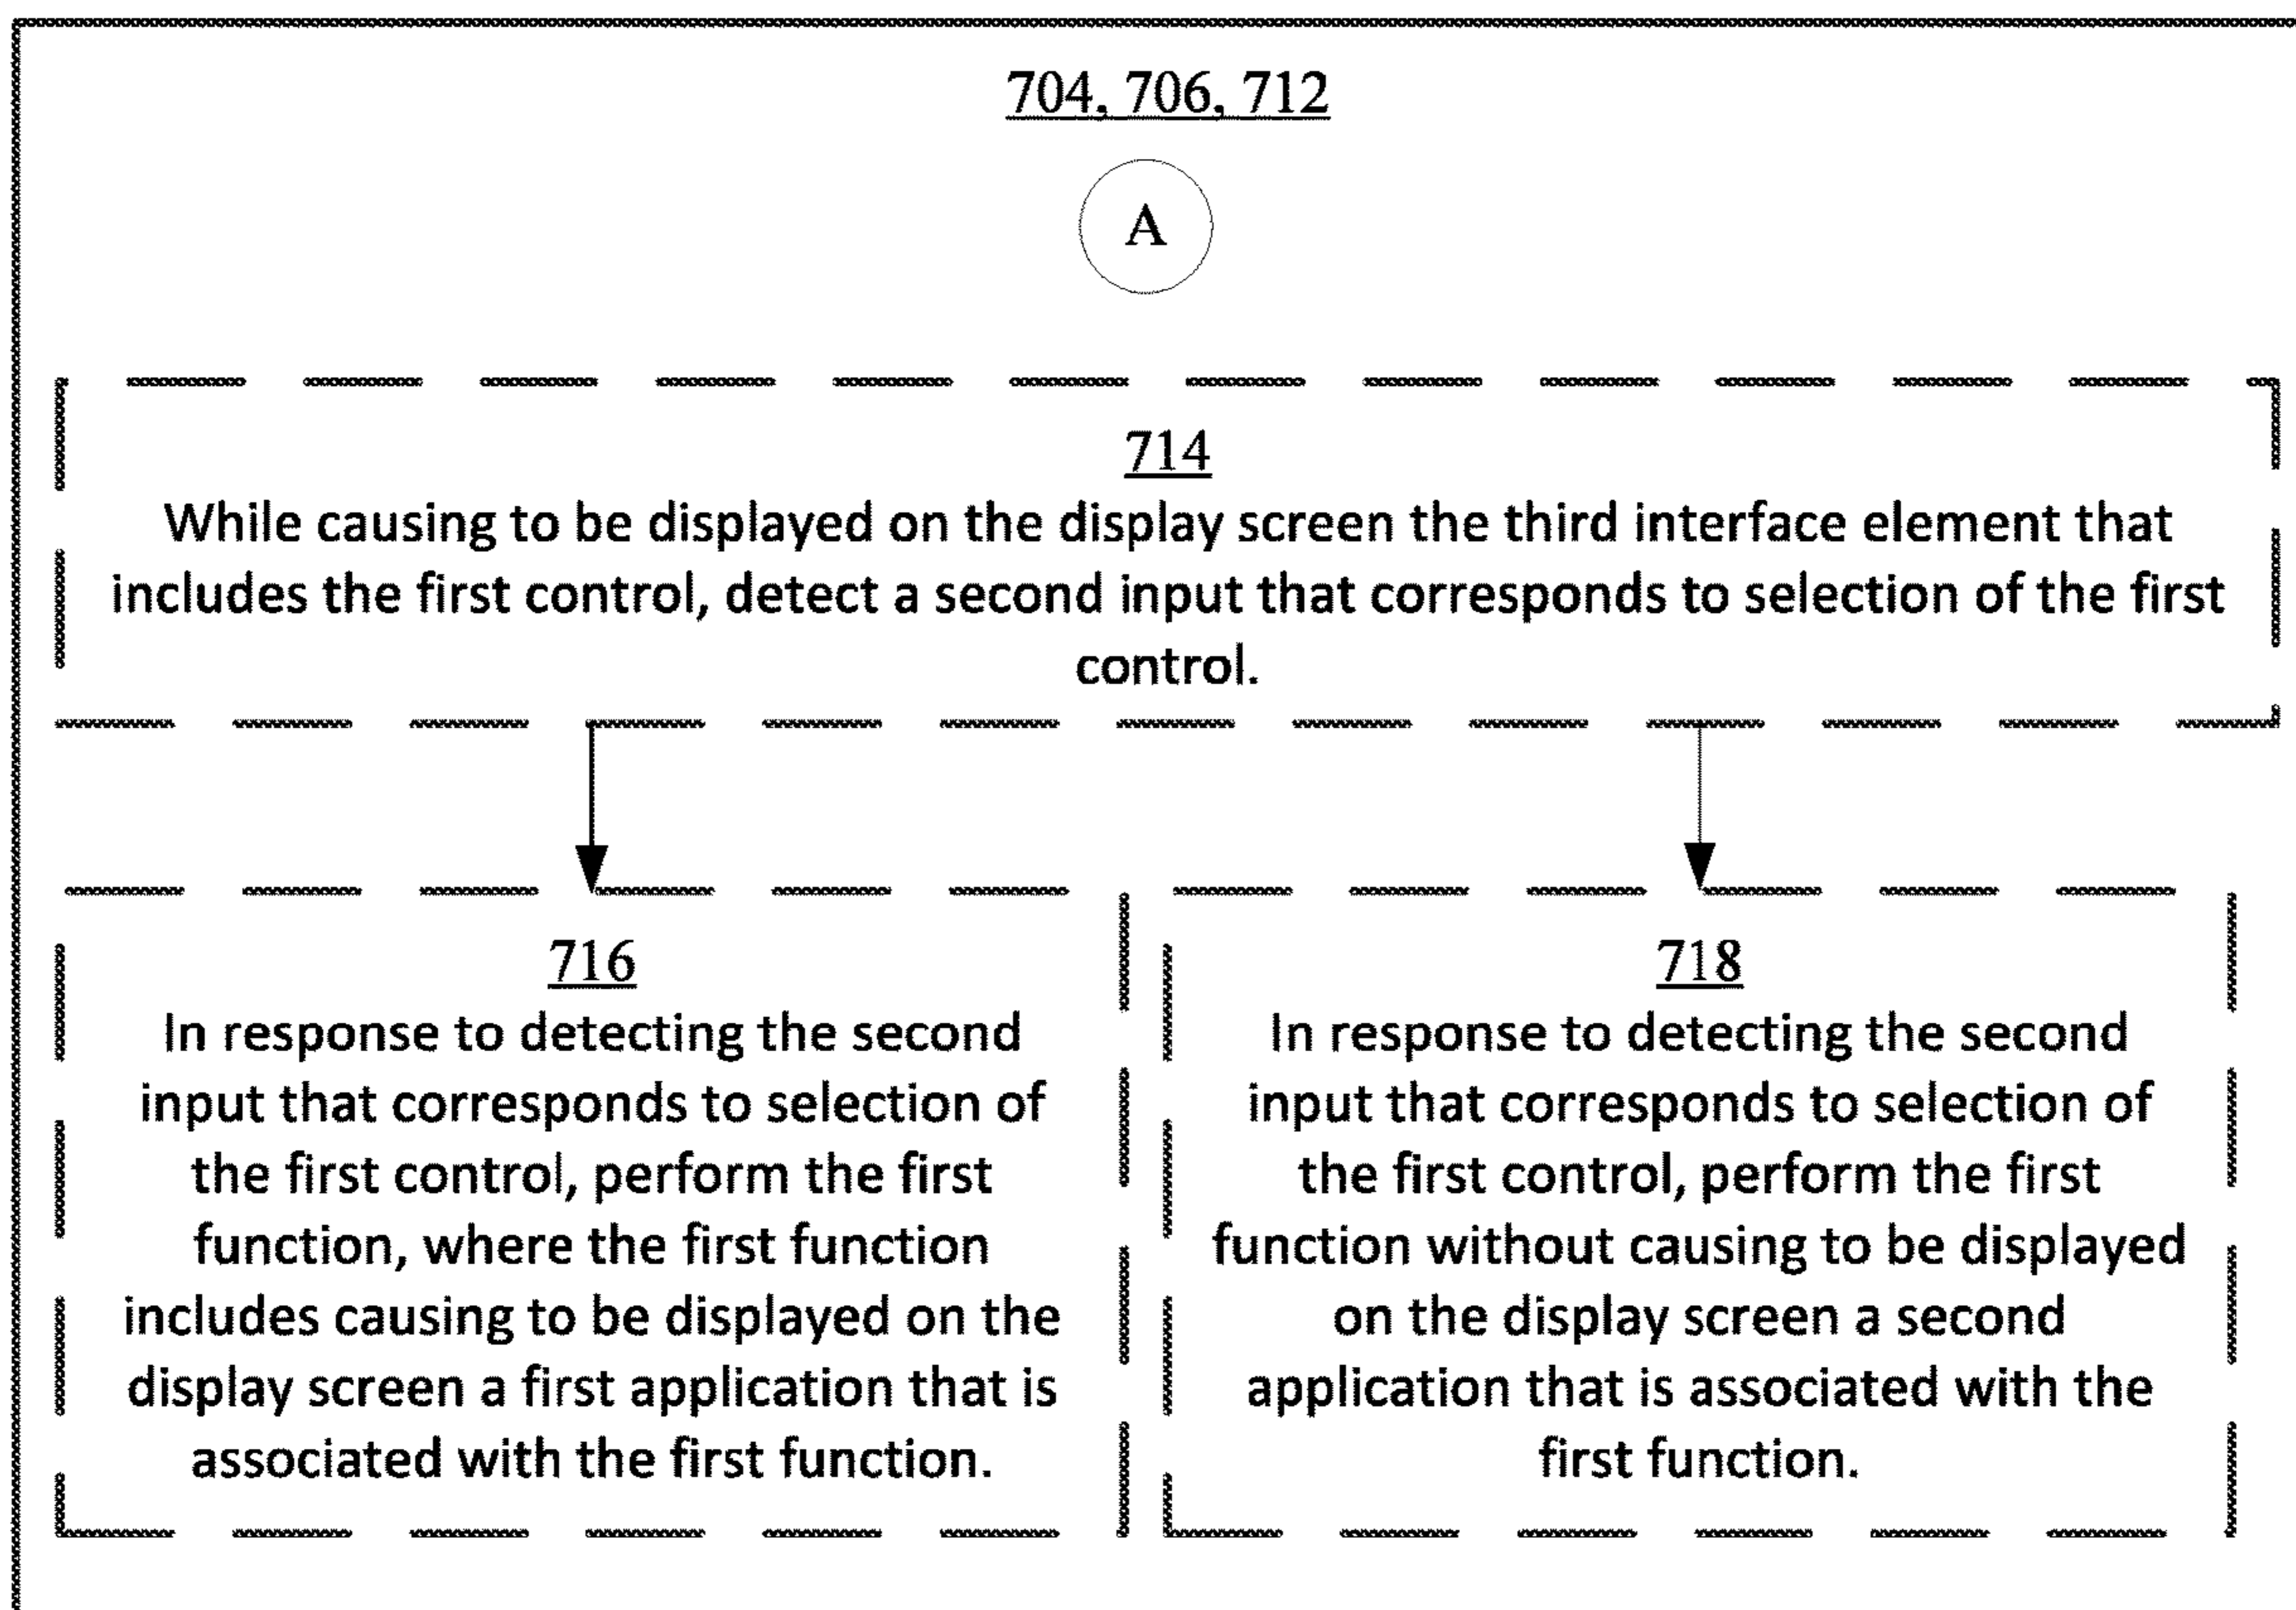 704, 706, 712
A
714
While causing to be displayed on the display screen the third interface element that
includes the first control, detect a second input that corresponds to selection of the first
control.
716
In response to detecting the second
input that corresponds to selection of
the first control, perform the first
function, where the first function
includes causing to be displayed on the
display screen a first application that is
associated with the first function.
718
In response to detecting the second
input that corresponds to selection of
the first control, perform the first
function without causing to be displayed
on the display screen a second
application that is associated with the
first function.